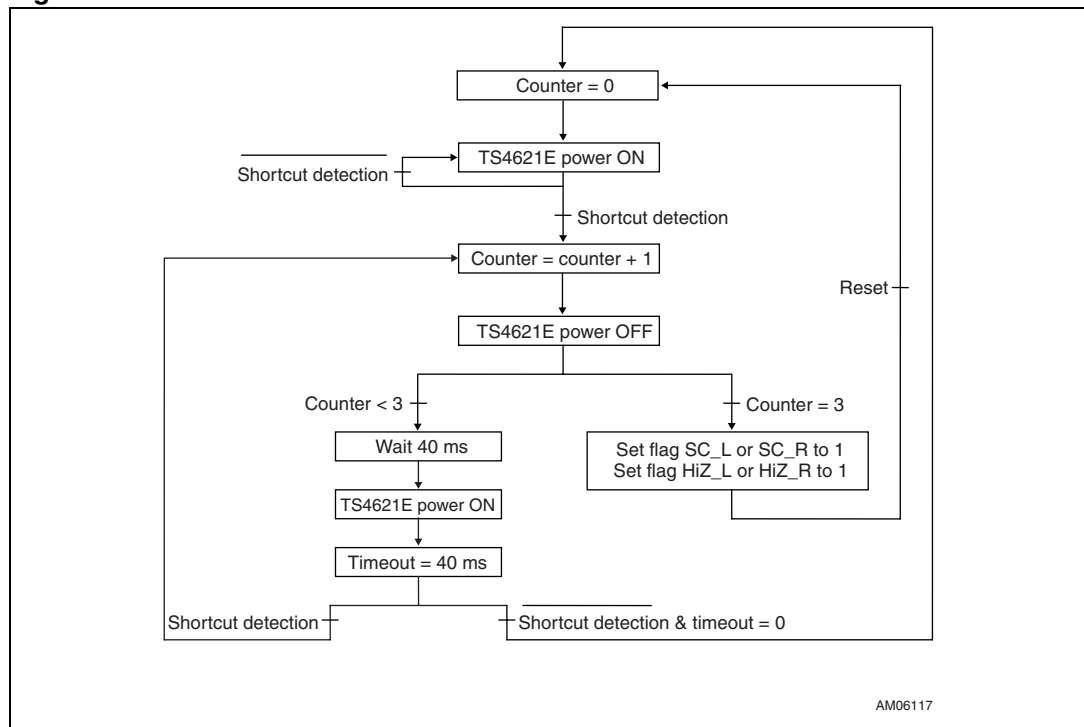 Counter = 0
TS4621E power ON
Shortcut detection
Shortcut detection
Counter = counter + 1
Reset
TS4621E power OFF
Counter < 3
Counter = 3
Wait 40 ms
Set flag SC_L or SC_R to 1
Set flag HiZ_L or HiZ_R to 1
TS4621E power ON
Timeout = 40 ms
Shortcut detection
Shortcut detection & timeout = 0
AM06117